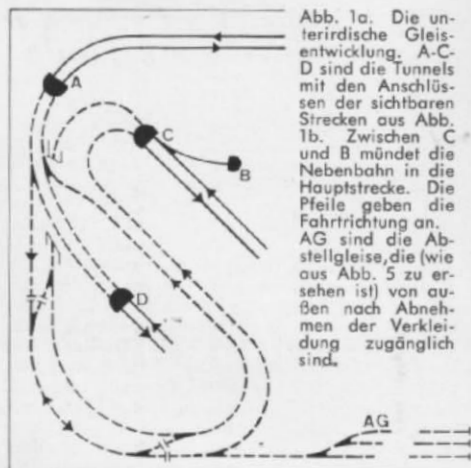 Abb. 1a. Die un-
terirdische Gleis-
entwicklung. A-C-
D sind die Tunnels
mit den Anschlüs-
sen der sichtbaren
Strecken aus Abb.
1b. Zwischen C
und B mündet die
Nebenbahn in die
Hauptstrecke. Die
Pfeile geben die
Fahrtrichtung an.
AG sind die Ab-
stellgleise, die (wie
aus Abb. 5 zu er-
sehen ist) von au-
ßen nach Abneh-
men der Verklei-
dung zugänglich
sind.
A
C
B
D
AG